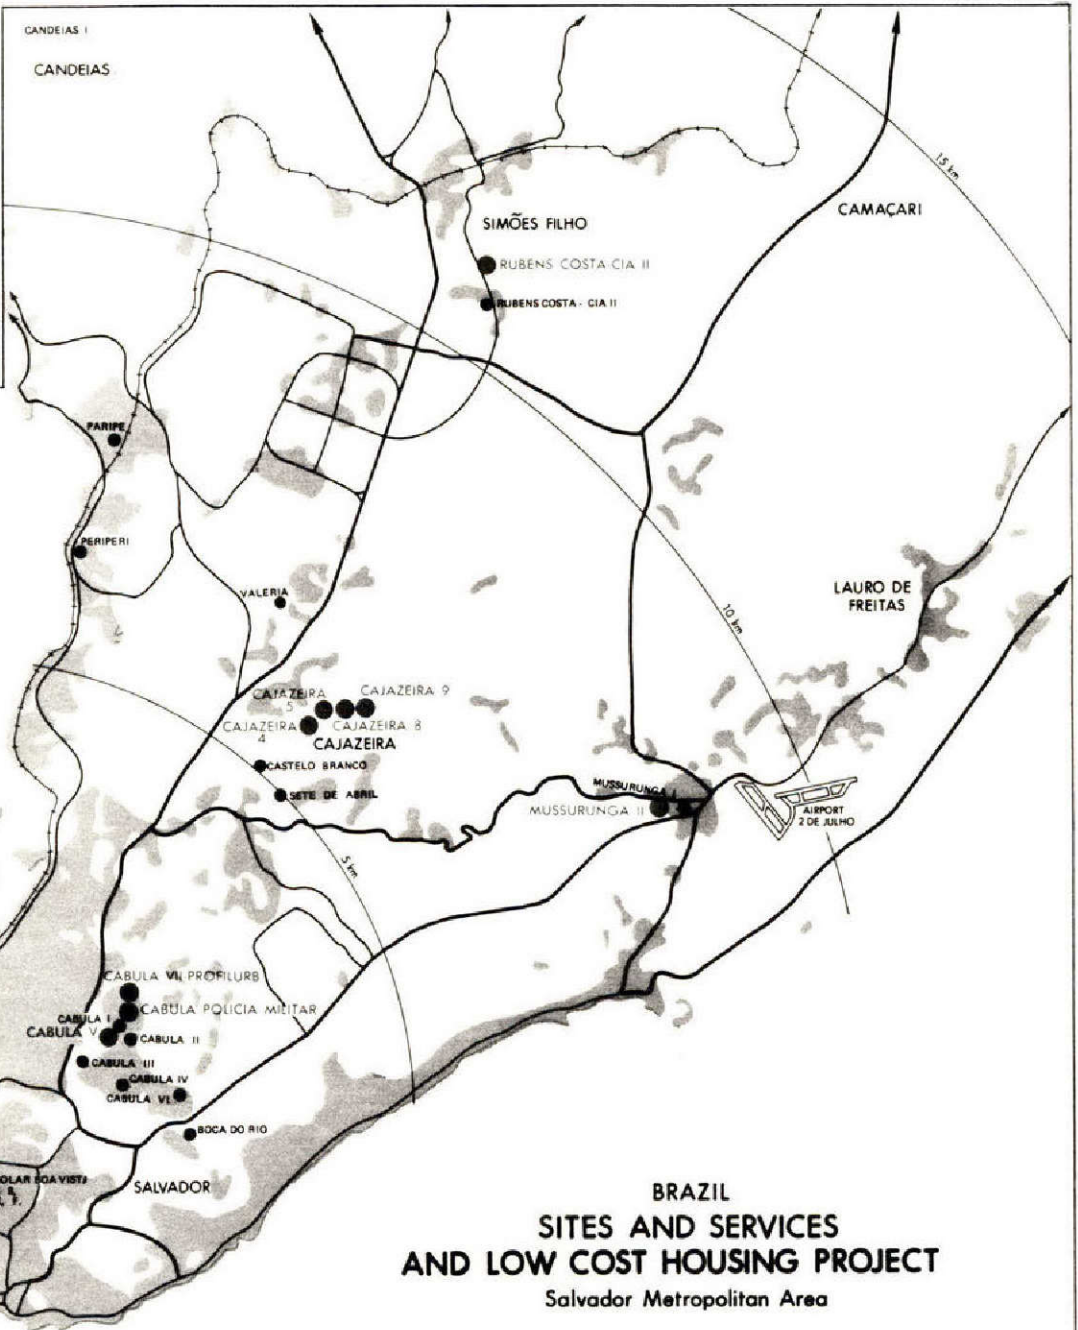 CANDEIAS I
CANDEIAS
15 km
CAMAÇARI
SIMÕES FILHO
RUBENS COSTA-CIA II
RUBENS COSTA - CIA II
PARIPE
PERIPERI
VALERIA
LAURO DE
FREITAS
10 km
CAJAZEIRA
5
CAJAZEIRA 9
CAJAZEIRA
4
CAJAZEIRA 8
CAJAZEIRA
CASTELO BRANCO
SETE DE ABRIL
MUSSURUNGA I
MUSSURUNGA II
AIRPORT
2 DE JULHO
5 km
CABULA VII PROFILURB
CABULA POLICIA MILITAR
CABULA I
CABULA V
CABULA II
CABULA III
CABULA IV
CABULA VI
BOCA DO RIO
OLAR BOA VISTA
SALVADOR
BRAZIL
SITES AND SERVICES
AND LOW COST HOUSING PROJECT
Salvador Metropolitan Area